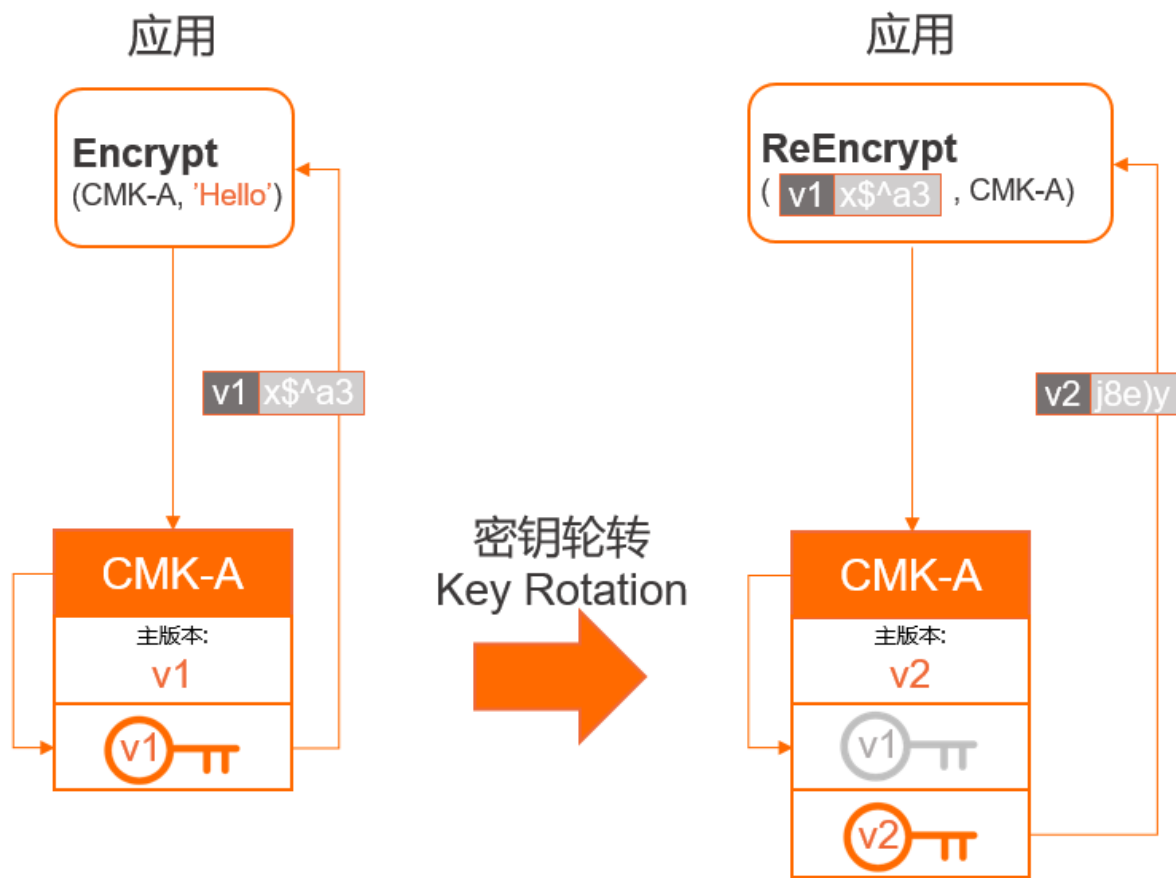 应用
Encrypt
(CMK-A, 'Hello')
v1 x$^a3
CMK-A
主版本:
v1
v1
密钥轮转
Key Rotation
应用
ReEncrypt
( v1 x$^a3 , CMK-A)
v2 j8e)y
CMK-A
主版本:
v2
v1
v2